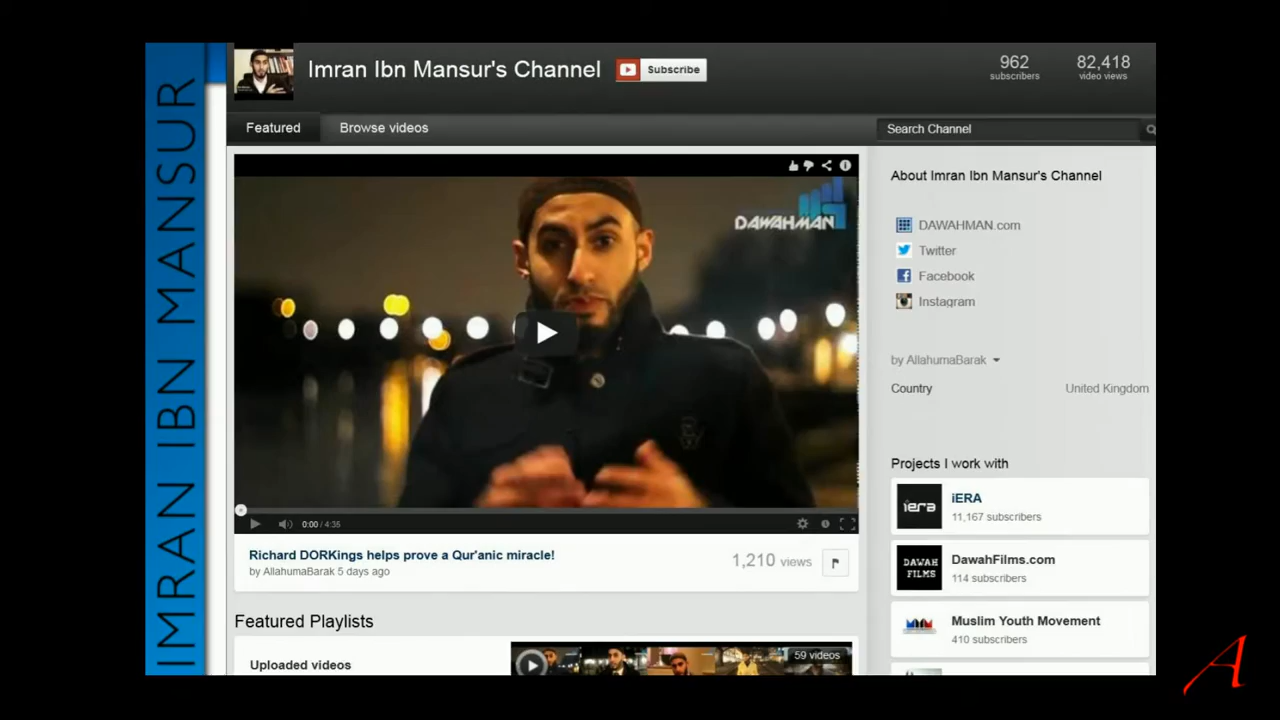 IMRAN IBN MANSUR
Imran Ibn Mansur's Channel
Subscribe
962
subscribers
82,418
video views
Featured
Browse videos
Search Channel
DAWAHMAN
0:00 / 4:35
Richard DORKings helps prove a Qur'anic miracle!
by AllahumaBarak 5 days ago
1,210 views
Featured Playlists
Uploaded videos
59 videos
About Imran Ibn Mansur's Channel
DAWAHMAN.com
Twitter
Facebook
Instagram
by AllahumaBarak
Country
United Kingdom
Projects I work with
iera
iERA
11,167 subscribers
DAWAH
FILMS
DawahFilms.com
114 subscribers
Muslim Youth Movement
410 subscribers
A